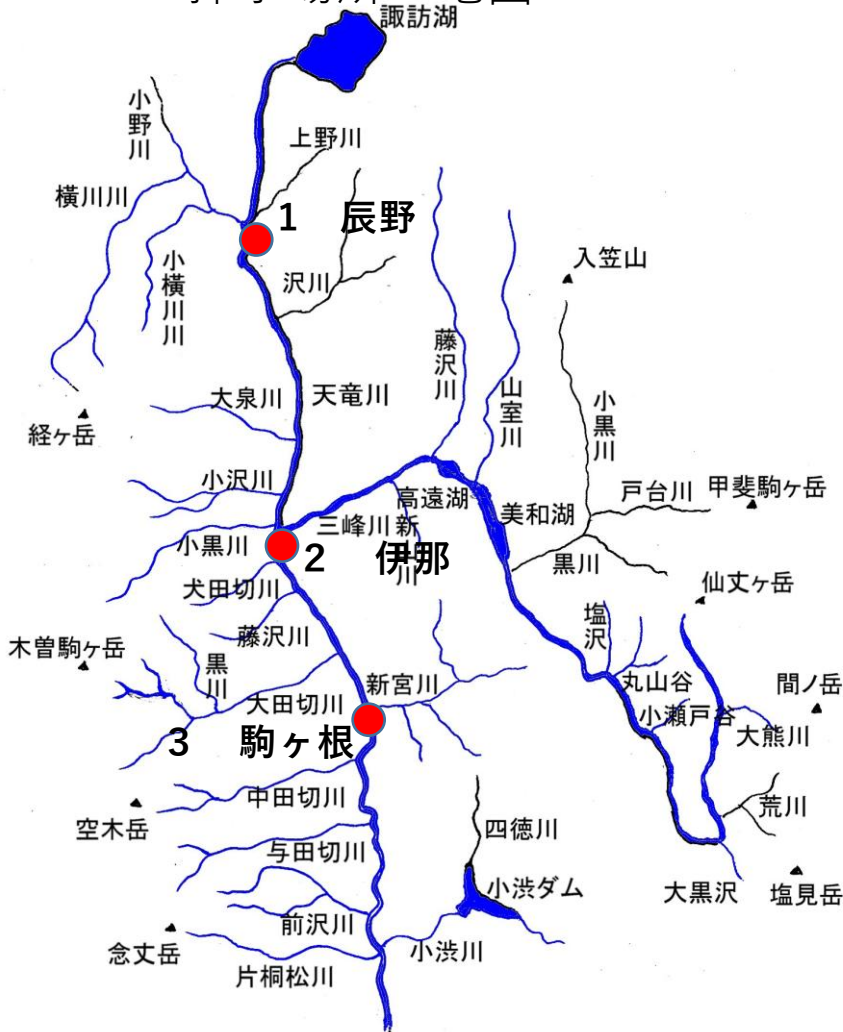 諏訪湖
小野川
上野川
横川川
1 辰野
小横川川
沢川
入笠山
藤沢川
山室川
小黒川
大泉川
天竜川
経ヶ岳
小沢川
高遠湖
戸台川
甲斐駒ヶ岳
美和湖
三峰川
小黒川
2 伊那
黒川
犬田切川
仙丈ヶ岳
塩沢
藤沢川
木曽駒ヶ岳
黒川
新宮川
丸山谷
間ノ岳
大田切川
小瀬戸谷
大熊川
3 駒ヶ根
中田切川
荒川
空木岳
四徳川
与田切川
小渋ダム
大黒沢
塩見岳
前沢川
念丈岳
小渋川
片桐松川